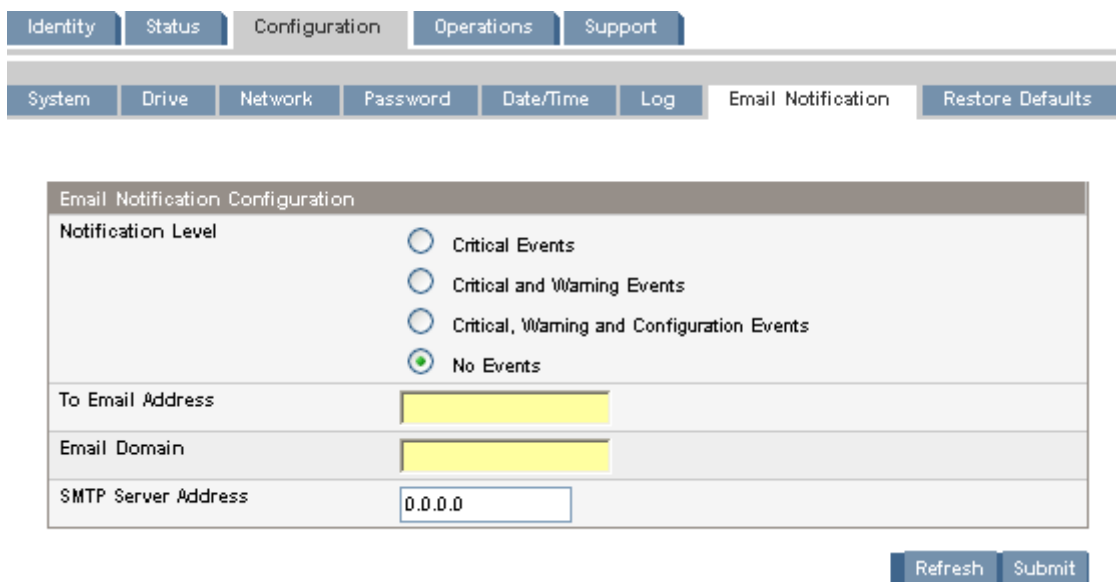 Identity Status Configuration Operations Support
System Drive Network Password Date/Time Log Email Notification Restore Defaults
Email Notification Configuration
Notification Level
Critical Events
Critical and Warning Events
Critical, Warning and Configuration Events
No Events
To Email Address
Email Domain
SMTP Server Address 0.0.0.0
Refresh Submit